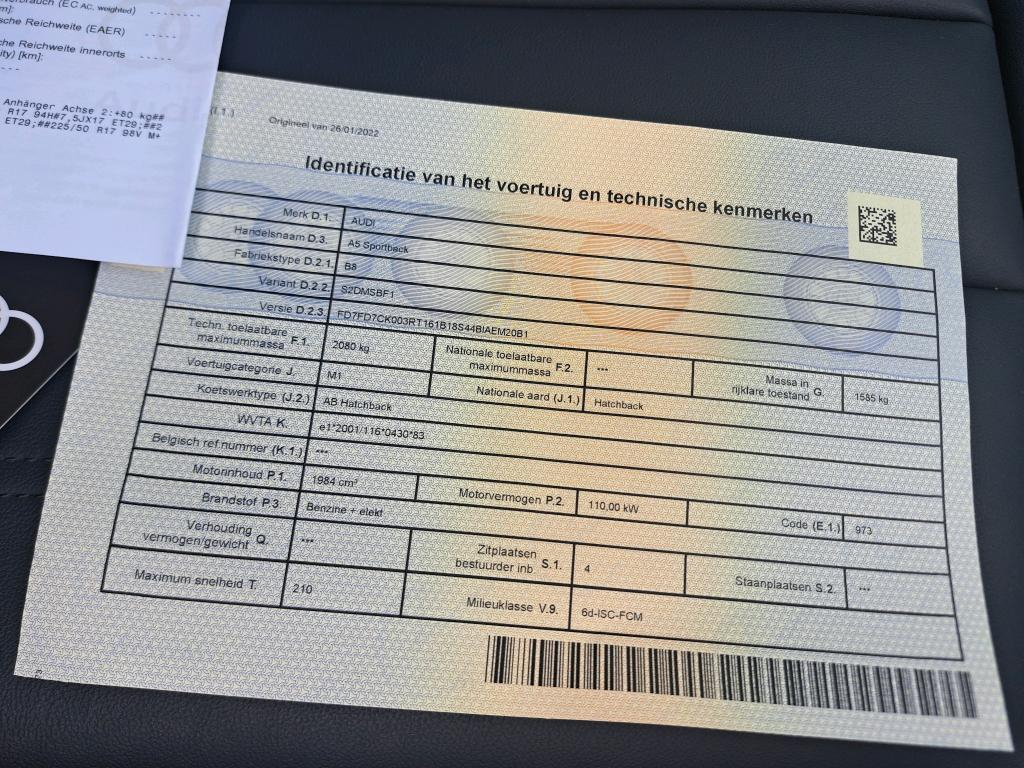 (EC AC, weighted) -------
m]:
sche Reichweite (EAER) -----
che Reichweite innerorts -----
ity) [km]:
---
Anhänger Achse 2:+80 kg##
R17 94H#7,5JX17 ET29;##2
ET29;##225/50 R17 98V M+
(I.1.)
Origineel van 26/01/2022
Identificatie van het voertuig en technische kenmerken
Merk D.1. AUDI
Handelsnaam D.3. A5 Sportback
Fabriekstype D.2.1. B8
Variant D.2.2. S2DMSBF1
Versie D.2.3. FD7FD7CK003RT161B18S44BIAEM20B1
Techn. toelaatbare maximummassa F.1. 2080 kg Nationale toelaatbare maximummassa F.2. *** Massa in rijklare toestand G. 1585 kg
Voertuigcategorie J. M1 Nationale aard (J.1.) Hatchback
Koetswerktype (J.2.) AB Hatchback
WVTA K. e1*2001/116*0430*83
Belgisch ref.nummer (K.1.) ***
Motorinhoud P.1. 1984 cm³ Motorvermogen P.2. 110,00 kW Code (E.1.) 973
Brandstof P.3. Benzine + elekt
Verhouding vermogen/gewicht Q. *** Zitplaatsen bestuurder inb S.1. 4 Staanplaatsen S.2. ***
Maximum snelheid T. 210 Milieuklasse V.9. 6d-ISC-FCM